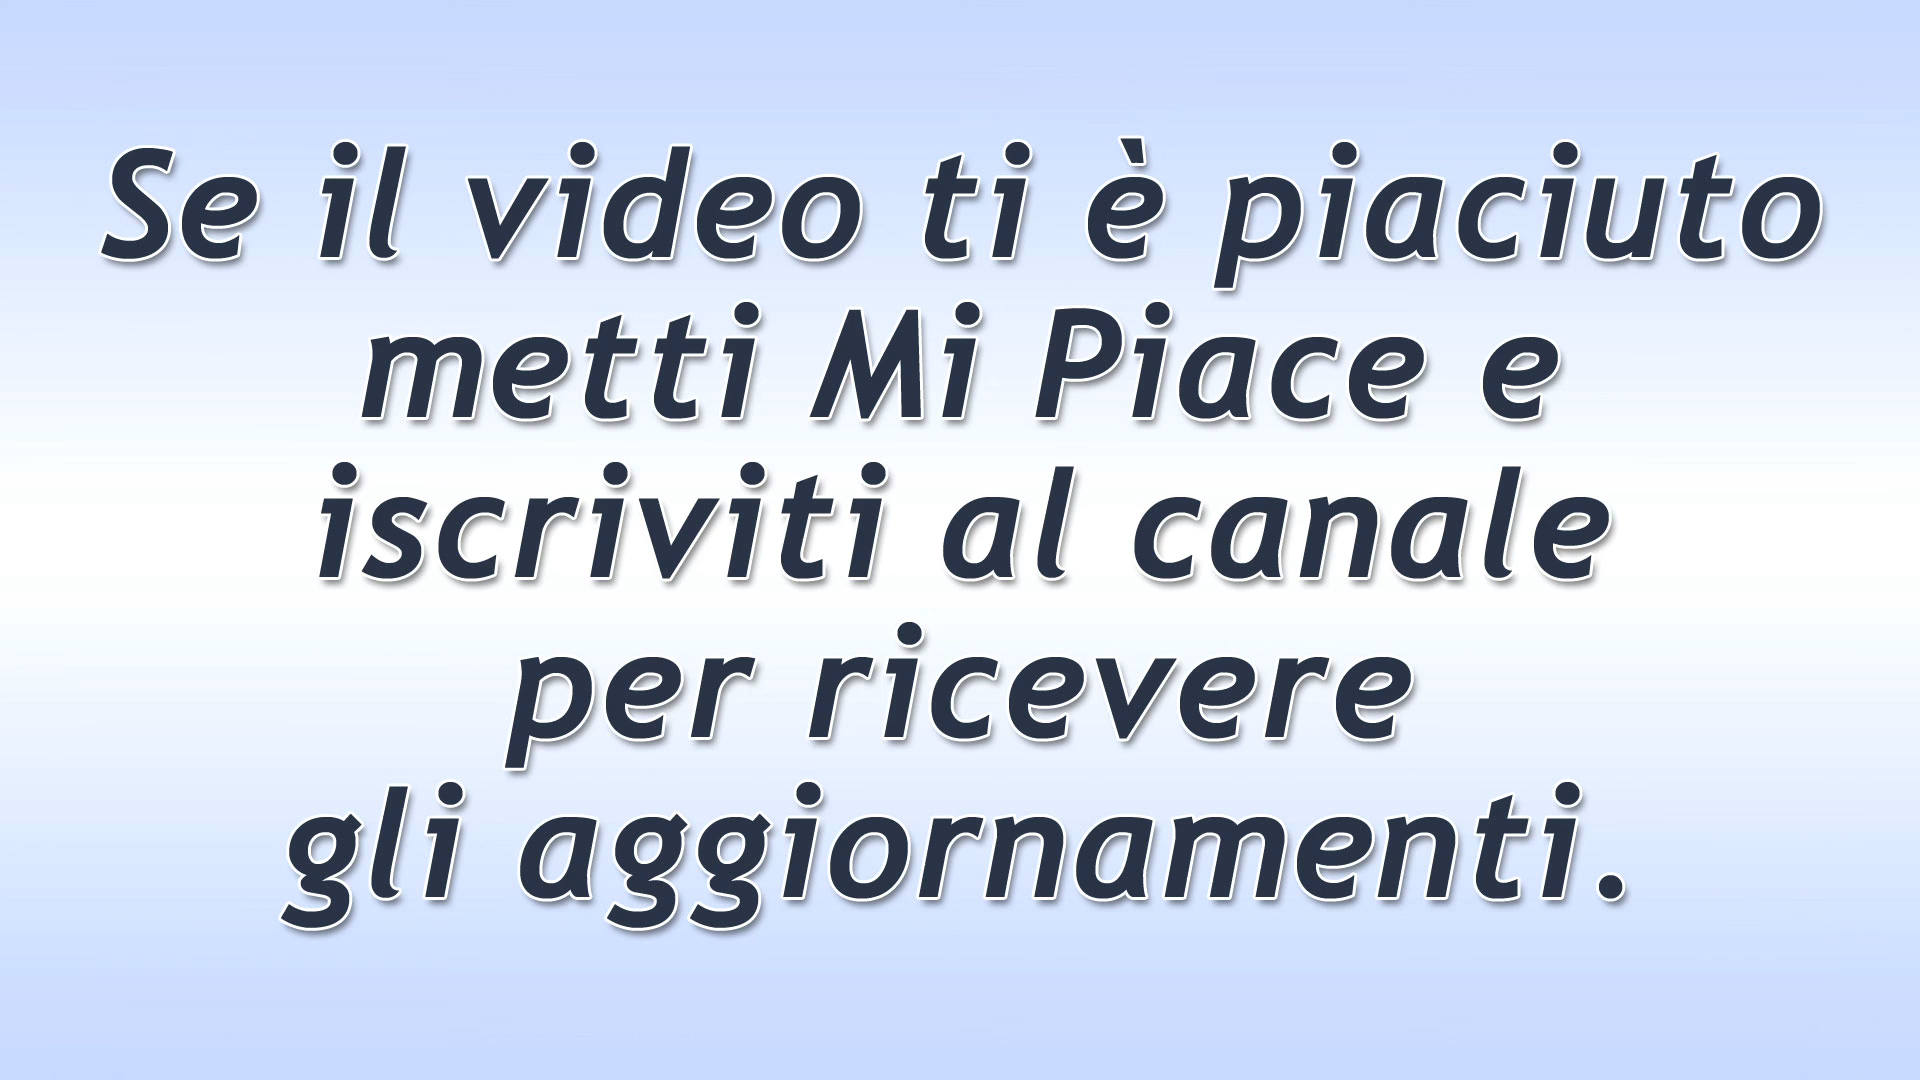 Se il video ti è piaciuto
metti Mi Piace e
iscriviti al canale
per ricevere
gli aggiornamenti.